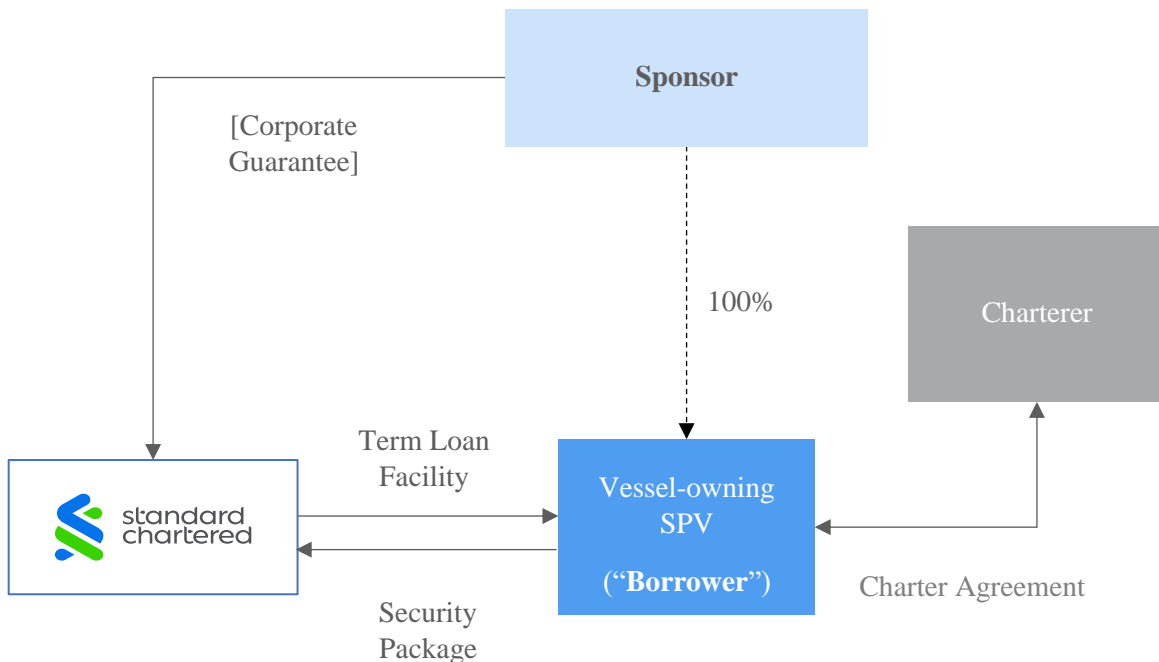 Sponsor
[Corporate
Guarantee]
100%
Charterer
Term Loan
Facility
standard
chartered
Vessel-owning
SPV
(“Borrower”)
Charter Agreement
Security
Package